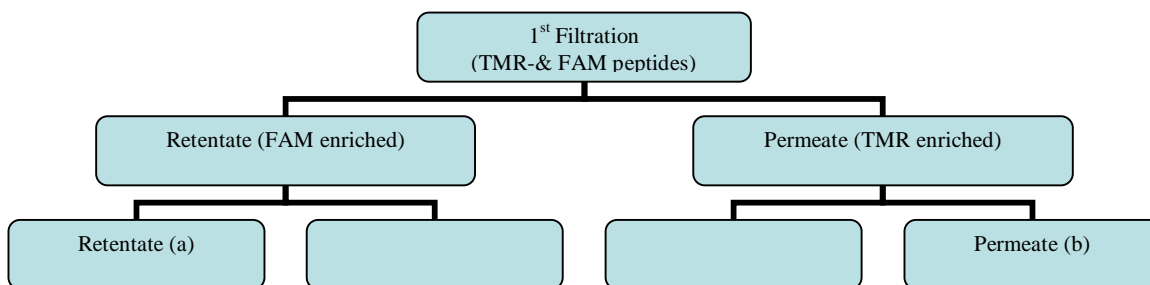 1st Filtration
(TMR-& FAM peptides)
Retentate (FAM enriched)
Permeate (TMR enriched)
Retentate (a)
Permeate (b)